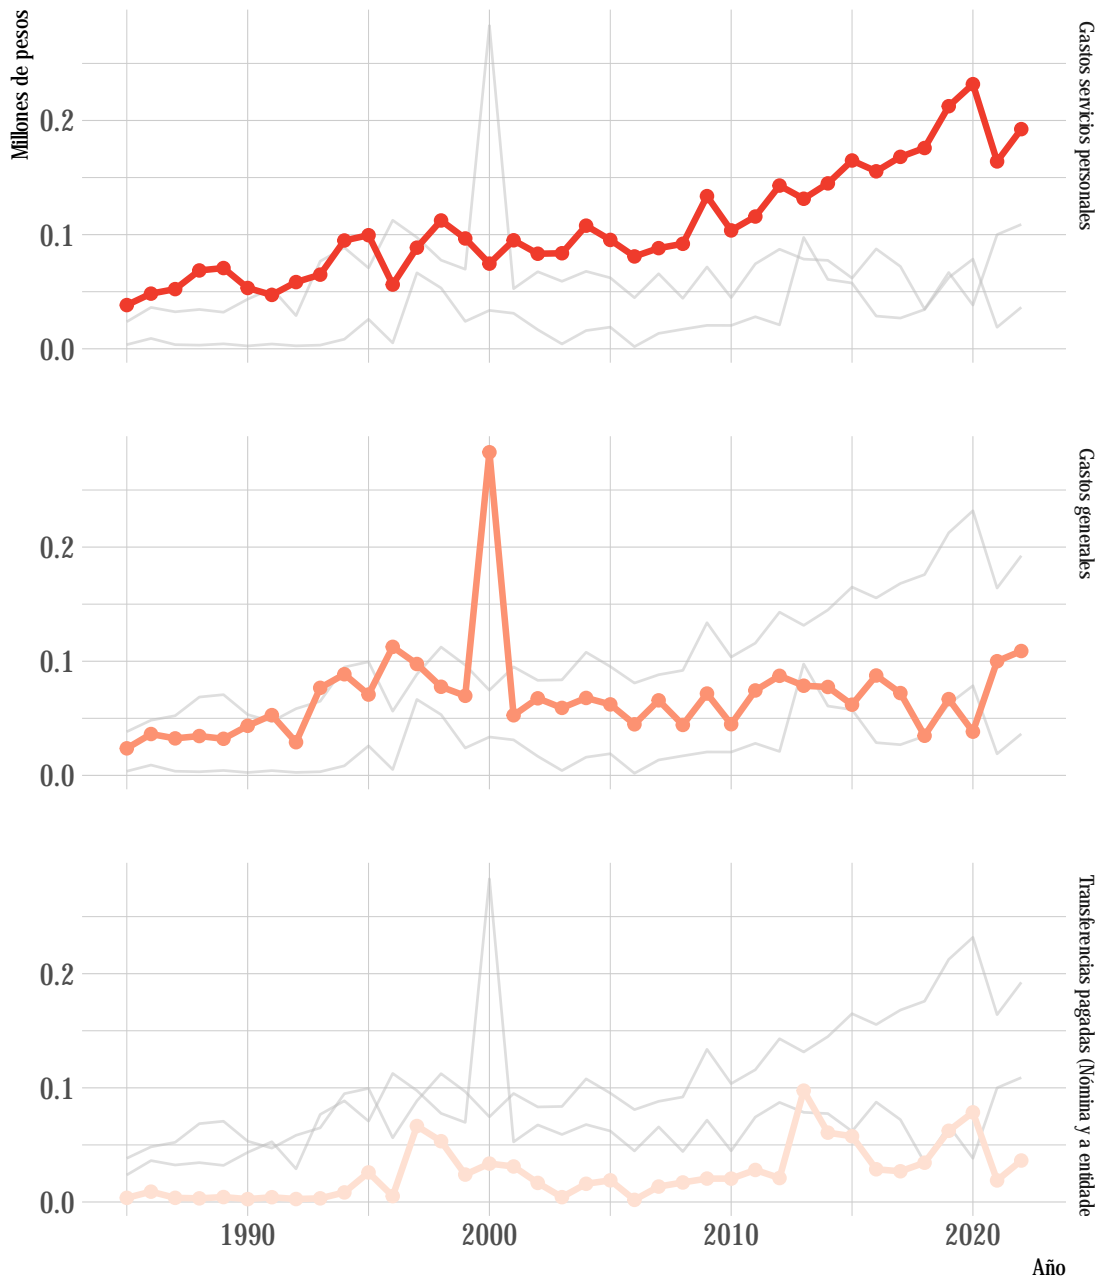 Millones de pesos
Gastos servicios personales
0.2
0.1
0.0
Gastos generales
0.2
0.1
0.0
Transferencias pagadas (Nómina y a entidade
0.2
0.1
0.0
1990
2000
2010
2020
Año